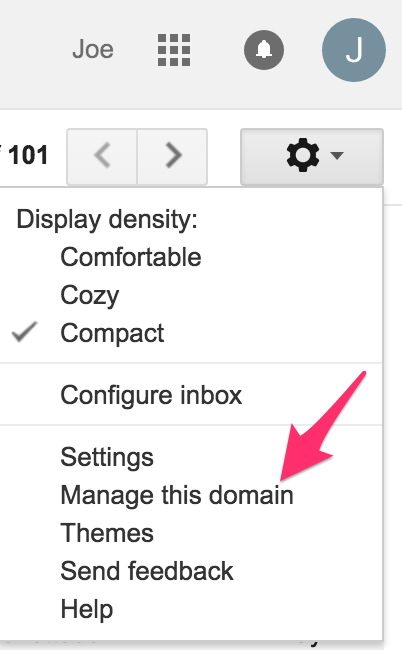 Joe
J
101
Display density:
Comfortable
Cozy
Compact
Configure inbox
Settings
Manage this domain
Themes
Send feedback
Help